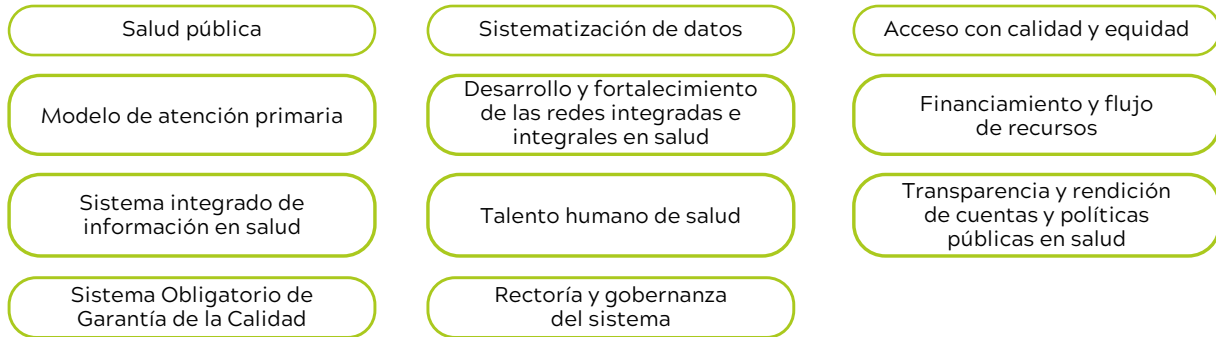 Salud pública
Sistematización de datos
Acceso con calidad y equidad
Modelo de atención primaria
Desarrollo y fortalecimiento
de las redes integradas e
integrales en salud
Financiamiento y flujo
de recursos
Sistema integrado de
información en salud
Talento humano de salud
Transparencia y rendición
de cuentas y políticas
públicas en salud
Sistema Obligatorio de
Garantía de la Calidad
Rectoría y gobernanza
del sistema